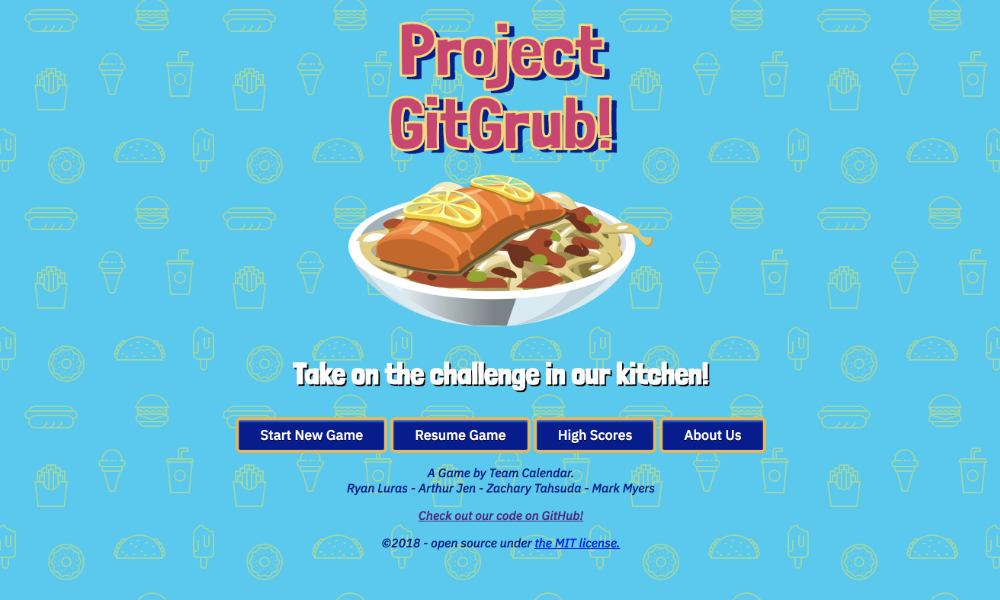 Project
GitGrub!
Take on the challenge in our kitchen!
Start New Game
Resume Game
High Scores
About Us
A Game by Team Calendar.
Ryan Luras - Arthur Jen - Zachary Tahsuda - Mark Myers
Check out our code on GitHub!
©2018 - open source under the MIT license.